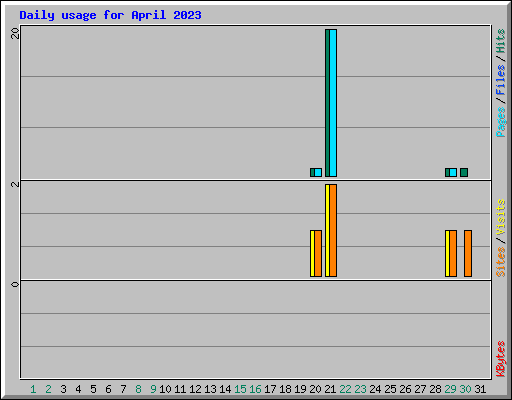 Daily usage for April 2023
20
2
0
Pages / Files / Hits
Sites / Visits
KBytes
1 2 3 4 5 6 7 8 9 10 11 12 13 14 15 16 17 18 19 20 21 22 23 24 25 26 27 28 29 30 31